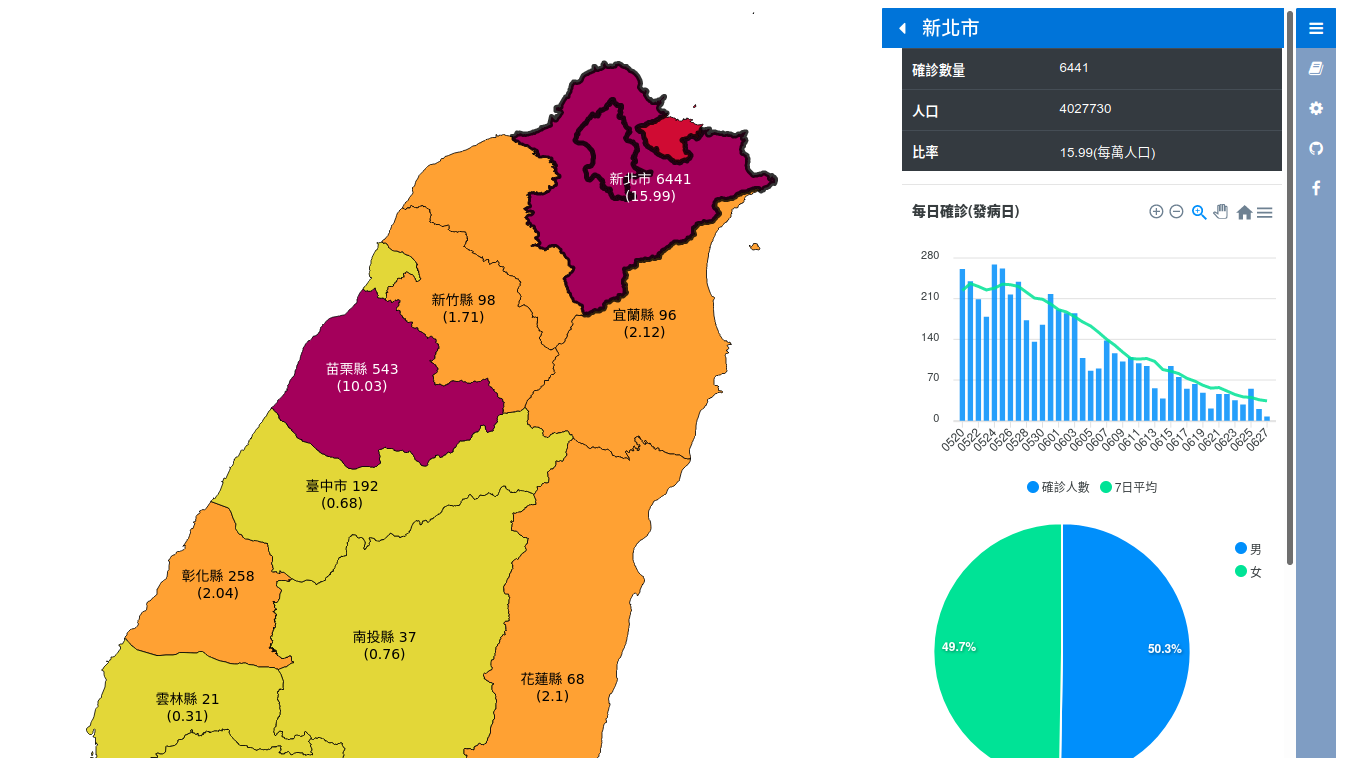 新北市
確診數量 6441
人口 4027730
比率 15.99(每萬人口)
每日確診(發病日)
280
210
140
70
0
0520 0522 0524 0526 0528 0530 0601 0603 0605 0607 0609 0611 0613 0615 0617 0619 0621 0623 0625 0627
確診人數 7日平均
男
女
49.7%
50.3%
新北市 6441
(15.99)
新竹縣 98
(1.71)
宜蘭縣 96
(2.12)
苗栗縣 543
(10.03)
臺中市 192
(0.68)
彰化縣 258
(2.04)
南投縣 37
(0.76)
花蓮縣 68
(2.1)
雲林縣 21
(0.31)